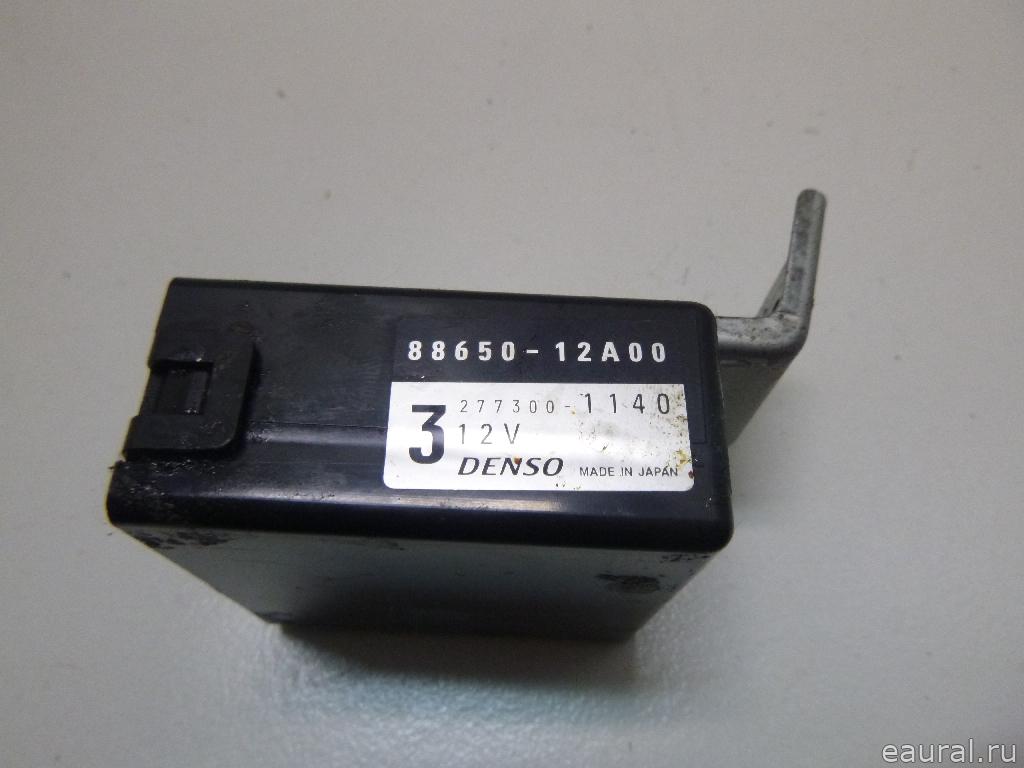 88650-12A00
3 277300-1140
12V
DENSO MADE IN JAPAN
eaural.ru